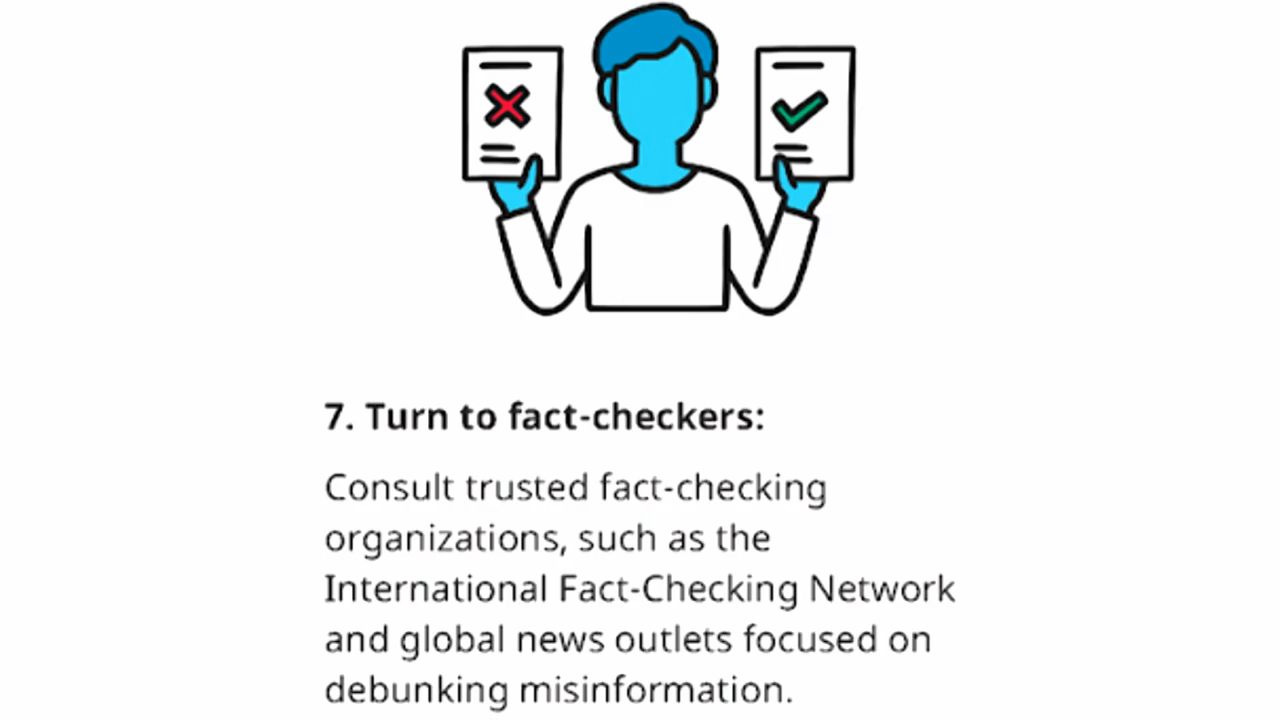 7. Turn to fact-checkers:
Consult trusted fact-checking
organizations, such as the
International Fact-Checking Network
and global news outlets focused on
debunking misinformation.